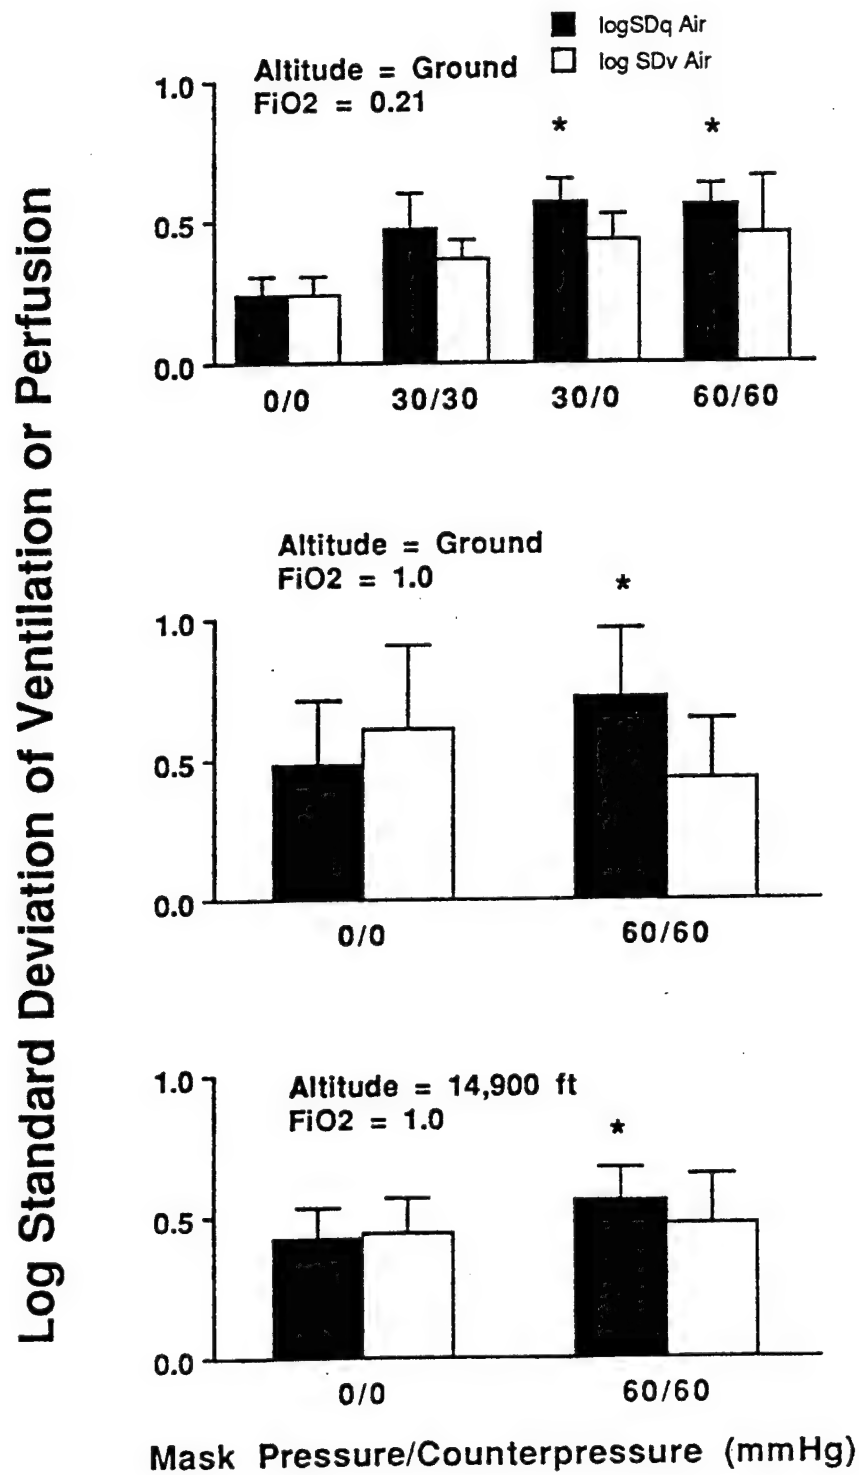 logSDq Air
log SDv Air
Altitude = Ground
FiO2 = 0.21
1.0
0.5
0.0
*
*
0/0 30/30 30/0 60/60
Altitude = Ground
FiO2 = 1.0
*
1.0
0.5
0.0
0/0 60/60
Altitude = 14,900 ft
FiO2 = 1.0
*
1.0
0.5
0.0
0/0 60/60
Log Standard Deviation of Ventilation or Perfusion
Mask Pressure/Counterpressure (mmHg)